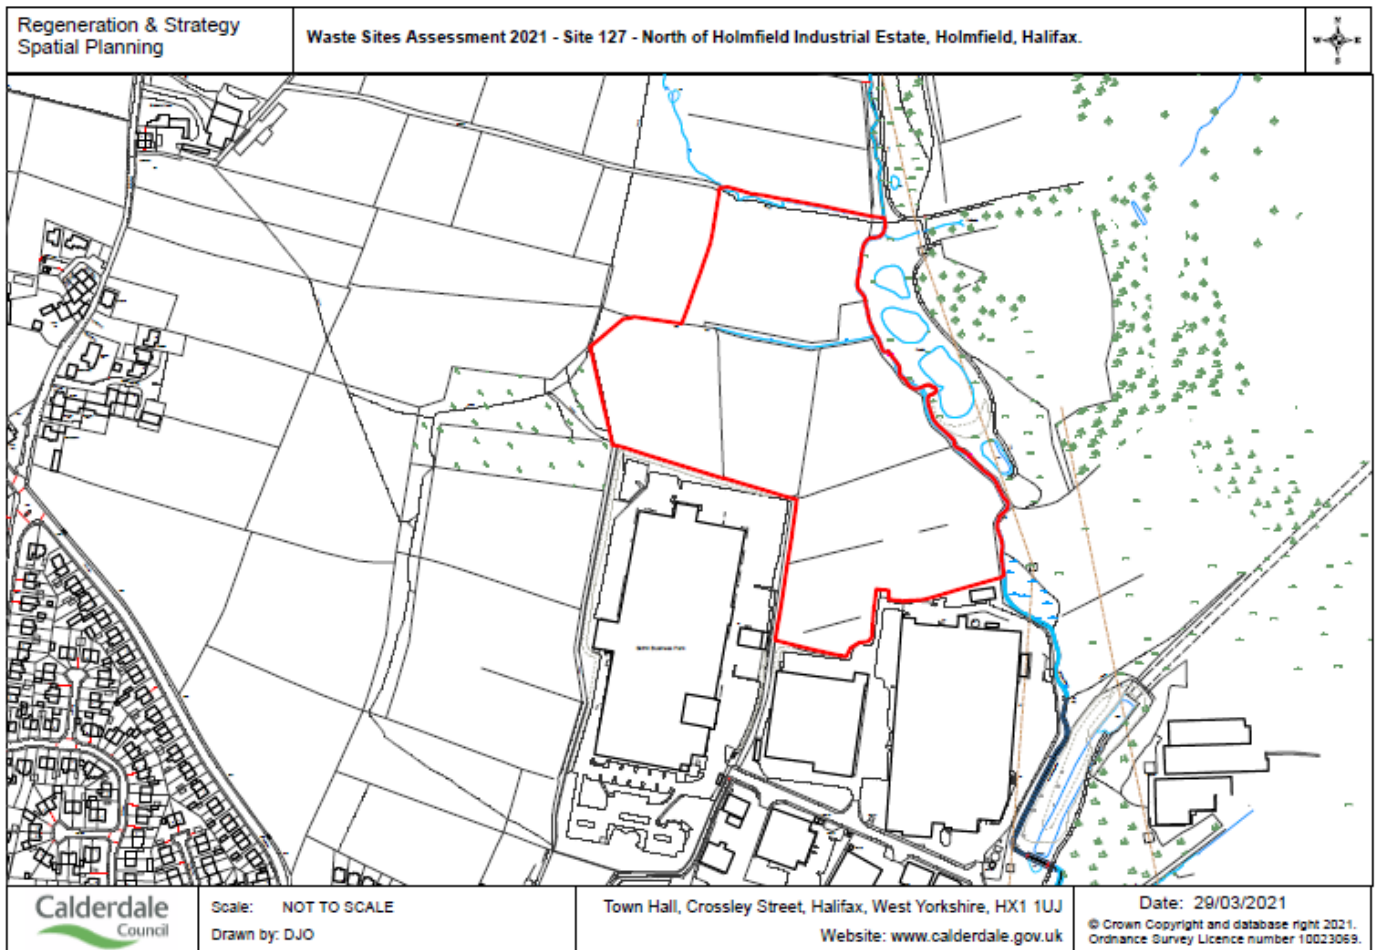 Regeneration & Strategy
Spatial Planning
Waste Sites Assessment 2021 - Site 127 - North of Holmfield Industrial Estate, Holmfield, Halifax.
N
W E
S
Calderdale
Council
Scale: NOT TO SCALE
Drawn by: DJO
Town Hall, Crossley Street, Halifax, West Yorkshire, HX1 1UJ
Website: www.calderdale.gov.uk
Date: 29/03/2021
© Crown Copyright and database right 2021.
Ordnance Survey Licence number 10023069.